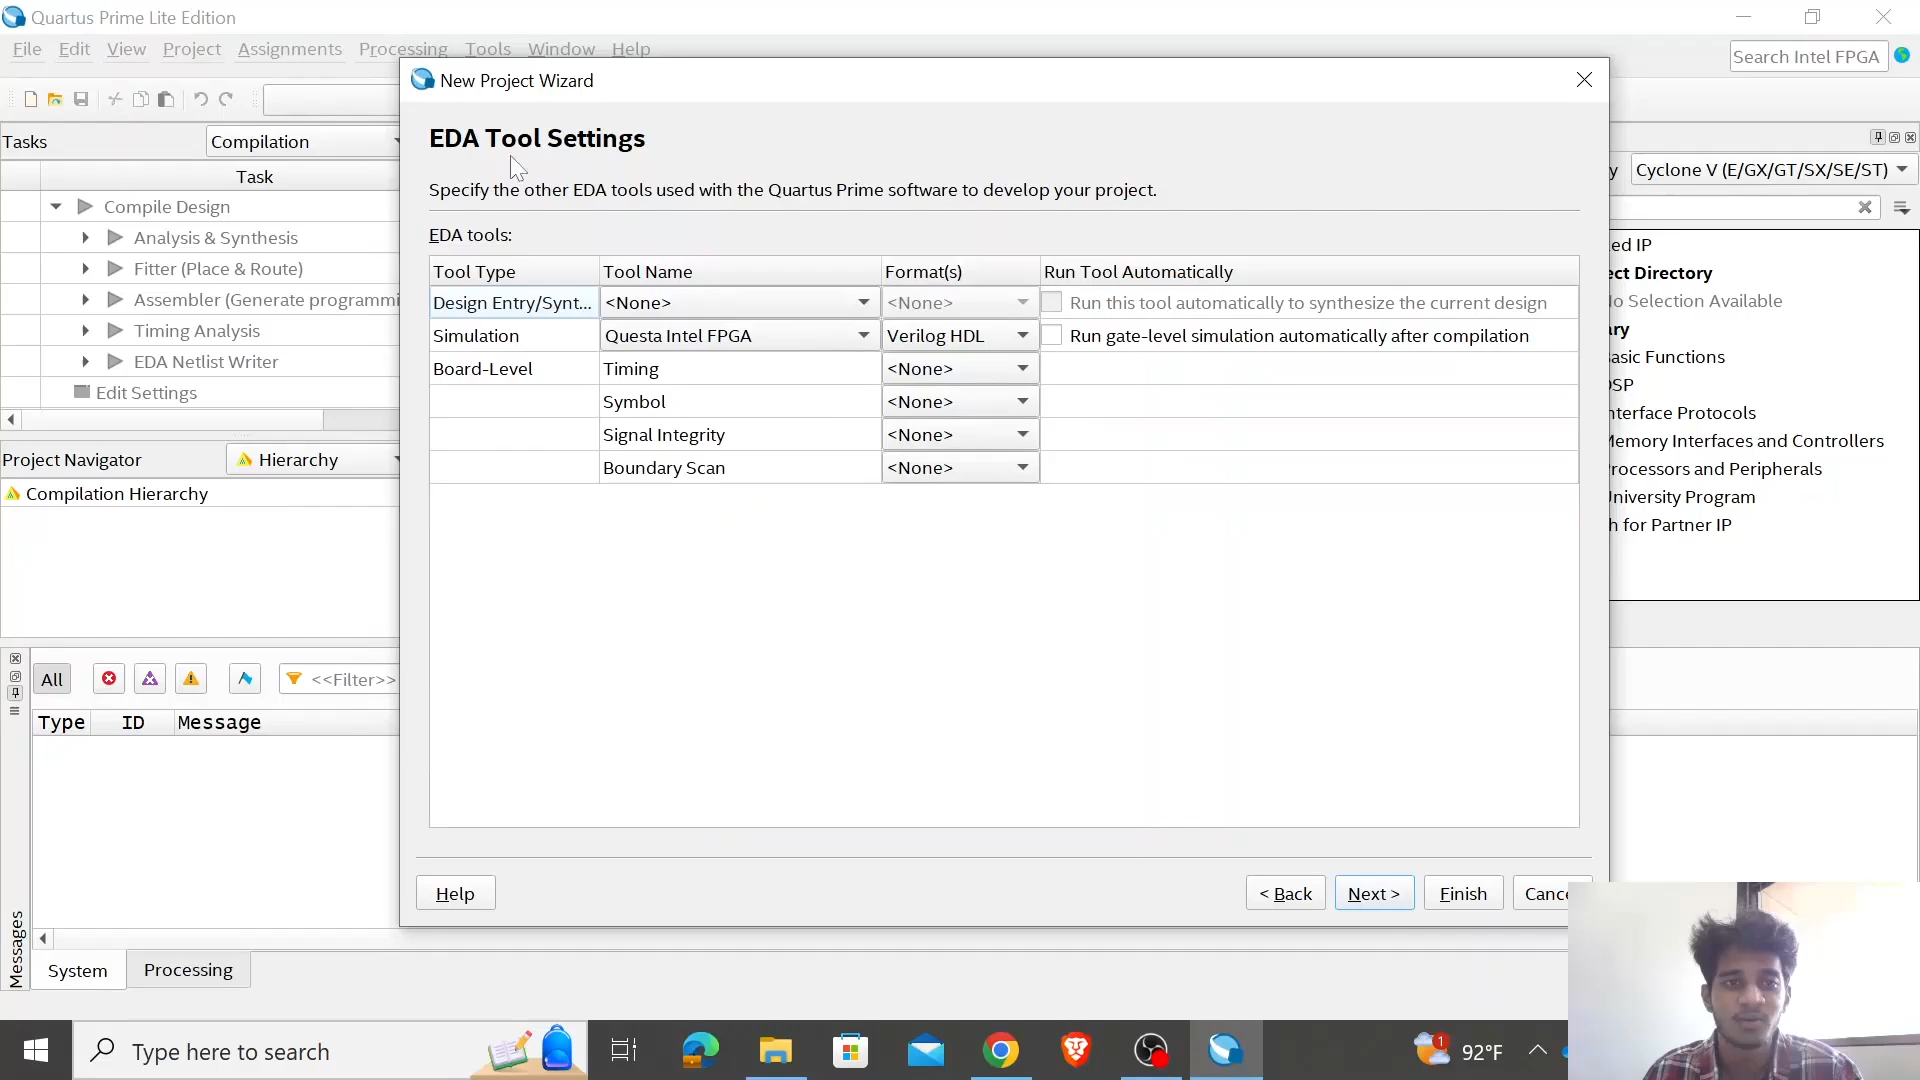 Quartus Prime Lite Edition
File Edit View Project Assignments Processing Tools Window Help
Search Intel FPGA
New Project Wizard
EDA Tool Settings
Specify the other EDA tools used with the Quartus Prime software to develop your project.
EDA tools:
Tool Type Tool Name Format(s) Run Tool Automatically
Design Entry/Synt... <None> <None> Run this tool automatically to synthesize the current design
Simulation Questa Intel FPGA Verilog HDL Run gate-level simulation automatically after compilation
Board-Level Timing <None>
Symbol <None>
Signal Integrity <None>
Boundary Scan <None>
Help < Back Next > Finish Cance
Tasks Compilation
Task
Compile Design
Analysis & Synthesis
Fitter (Place & Route)
Assembler (Generate programmi
Timing Analysis
EDA Netlist Writer
Edit Settings
Project Navigator Hierarchy
Compilation Hierarchy
y Cyclone V (E/GX/GT/SX/SE/ST)
ed IP
ect Directory
o Selection Available
ary
asic Functions
SP
nterface Protocols
Memory Interfaces and Controllers
rocessors and Peripherals
University Program
h for Partner IP
All <<Filter>>
Type ID Message
Messages
System Processing
Type here to search
1 92°F